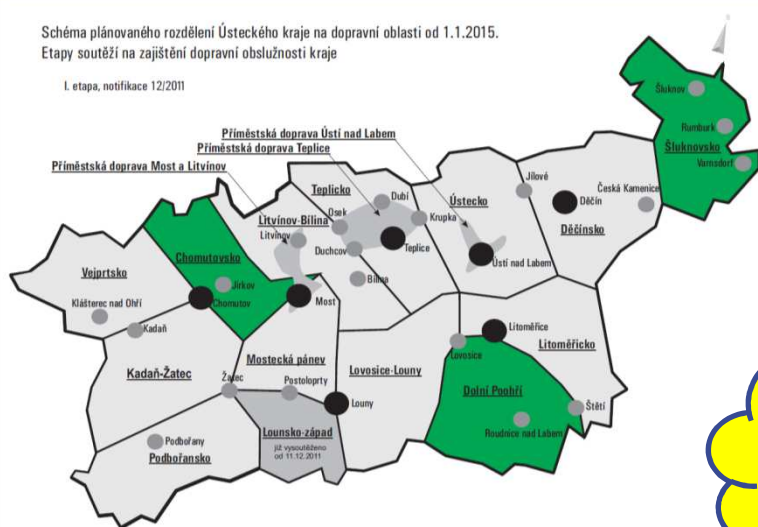 Schéma plánovaného rozdělení Ústeckého kraje na dopravní oblasti od 1.1.2015.
Etapy soutěží na zajištění dopravní obslužnosti kraje
I. etapa, notifikace 12/2011
Šluknov
Rumburk
Šluknovsko
Varnsdorf
Příměstská doprava Ústí nad Labem
Příměstská doprava Teplice
Příměstská doprava Most a Litvínov
Teplicko
Dubí
Ústecko
Jílové
Česká Kamenice
Děčín
Osek
Krupka
Litvínov-Bílina
Litvínov
Děčínsko
Teplice
Duchcov
Ústí nad Labem
Chomutovsko
Vejprtsko
Bílina
Jirkov
Klášterec nad Ohří
Chomutov
Most
Kadaň
Litoměřice
Lovosice
Litoměřicko
Mostecká pánev
Kadaň-Žatec
Lovosice-Louny
Žatec
Postoloprty
Dolní Poohří
Louny
Štětí
Roudnice nad Labem
Lounsko-západ
Podbořany
již vysoutěženo
od 11.12.2011
Podbořansko